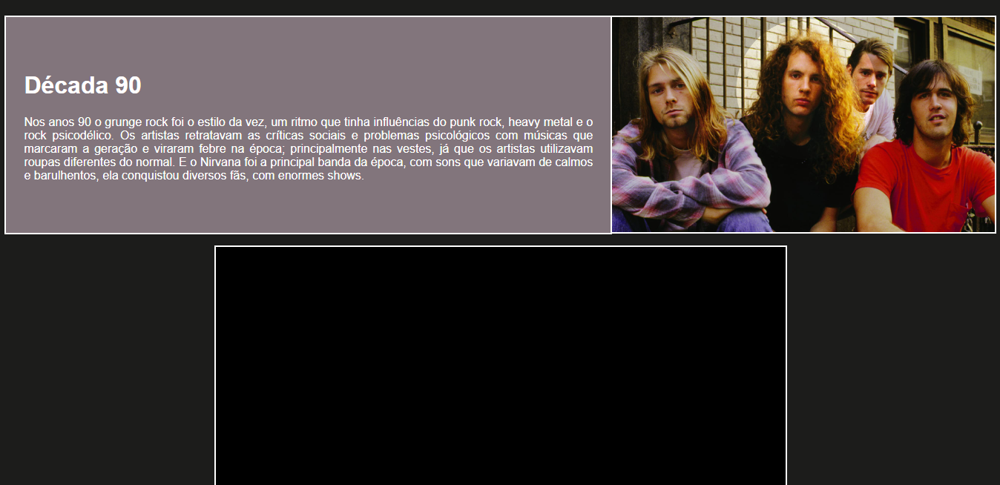 Década 90
Nos anos 90 o grunge rock foi o estilo da vez, um ritmo que tinha influências do punk rock, heavy metal e o
rock psicodélico. Os artistas retratavam as críticas sociais e problemas psicológicos com músicas que
marcaram a geração e viraram febre na época; principalmente nas vestes, já que os artistas utilizavam
roupas diferentes do normal. E o Nirvana foi a principal banda da época, com sons que variavam de calmos
e barulhentos, ela conquistou diversos fãs, com enormes shows.